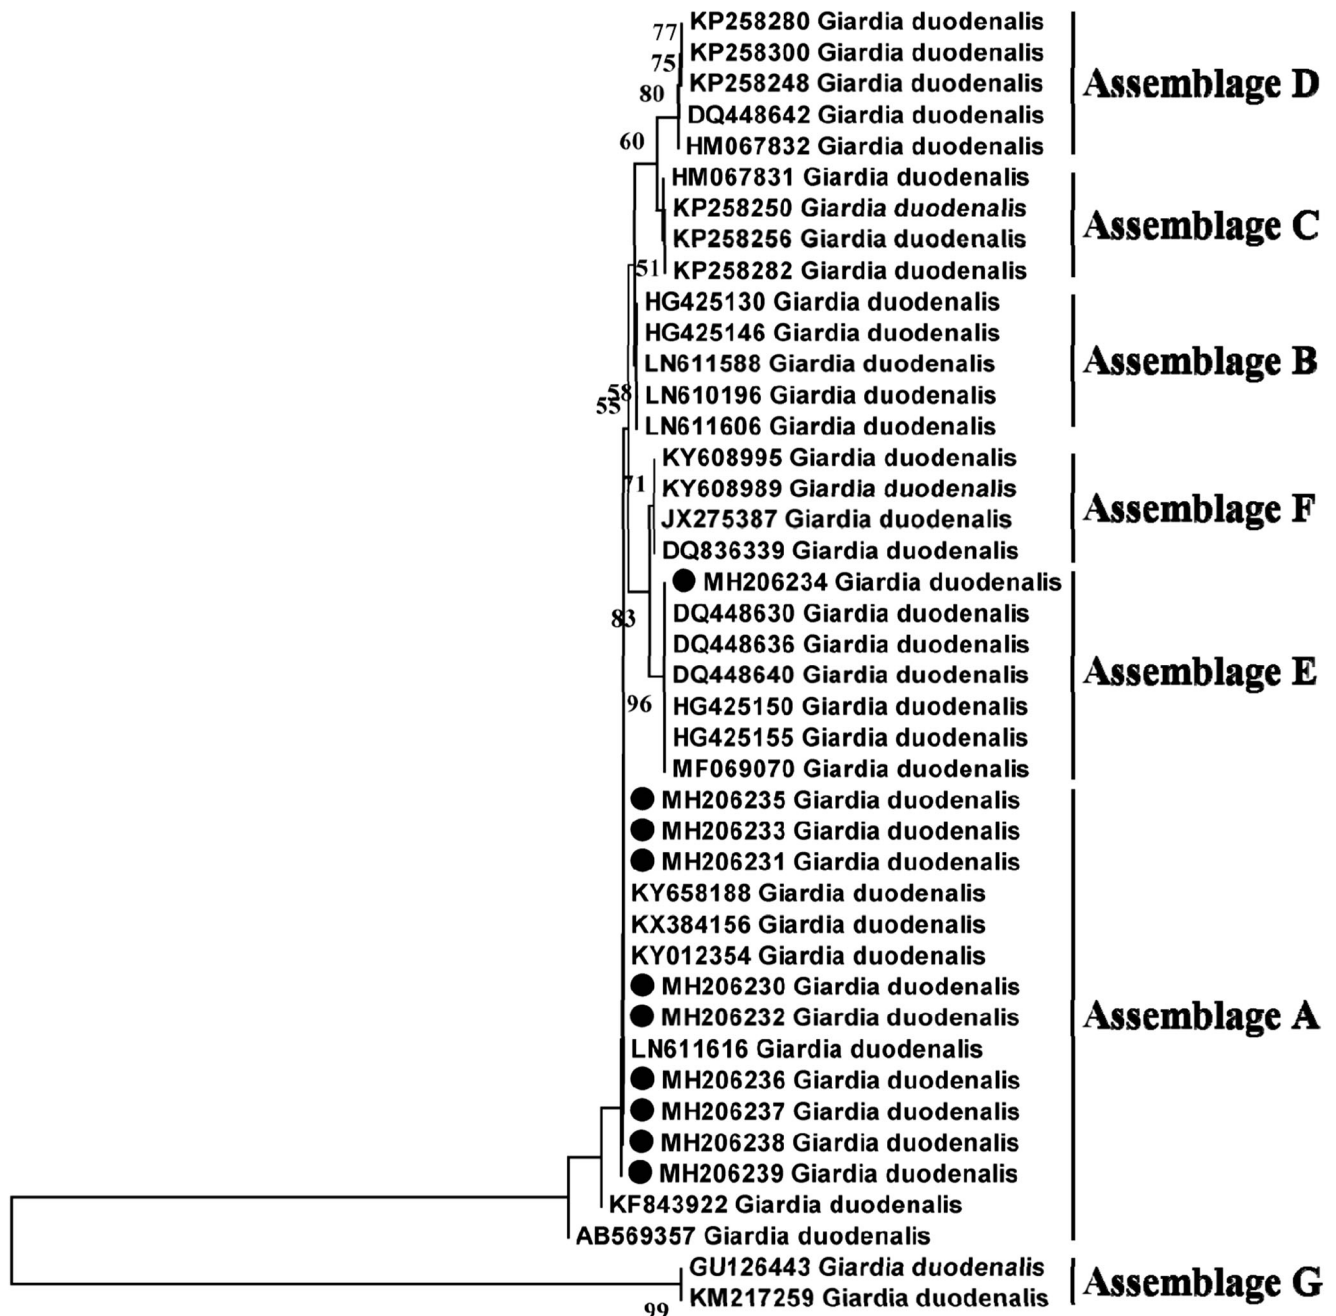 77
KP258280 Giardia duodenalis
KP258300 Giardia duodenalis
75
KP258248 Giardia duodenalis
Assemblage D
80
DQ448642 Giardia duodenalis
60
HM067832 Giardia duodenalis
HM067831 Giardia duodenalis
KP258250 Giardia duodenalis
Assemblage C
KP258256 Giardia duodenalis
51
KP258282 Giardia duodenalis
HG425130 Giardia duodenalis
HG425146 Giardia duodenalis
LN611588 Giardia duodenalis
Assemblage B
58
LN610196 Giardia duodenalis
55
LN611606 Giardia duodenalis
KY608995 Giardia duodenalis
71
KY608989 Giardia duodenalis
JX275387 Giardia duodenalis
Assemblage F
DQ836339 Giardia duodenalis
MH206234 Giardia duodenalis
83
DQ448630 Giardia duodenalis
DQ448636 Giardia duodenalis
DQ448640 Giardia duodenalis
Assemblage E
96
HG425150 Giardia duodenalis
HG425155 Giardia duodenalis
MF069070 Giardia duodenalis
MH206235 Giardia duodenalis
MH206233 Giardia duodenalis
MH206231 Giardia duodenalis
KY658188 Giardia duodenalis
KX384156 Giardia duodenalis
KY012354 Giardia duodenalis
MH206230 Giardia duodenalis
MH206232 Giardia duodenalis
Assemblage A
LN611616 Giardia duodenalis
MH206236 Giardia duodenalis
MH206237 Giardia duodenalis
MH206238 Giardia duodenalis
MH206239 Giardia duodenalis
KF843922 Giardia duodenalis
AB569357 Giardia duodenalis
GU126443 Giardia duodenalis
Assemblage G
KM217259 Giardia duodenalis
99